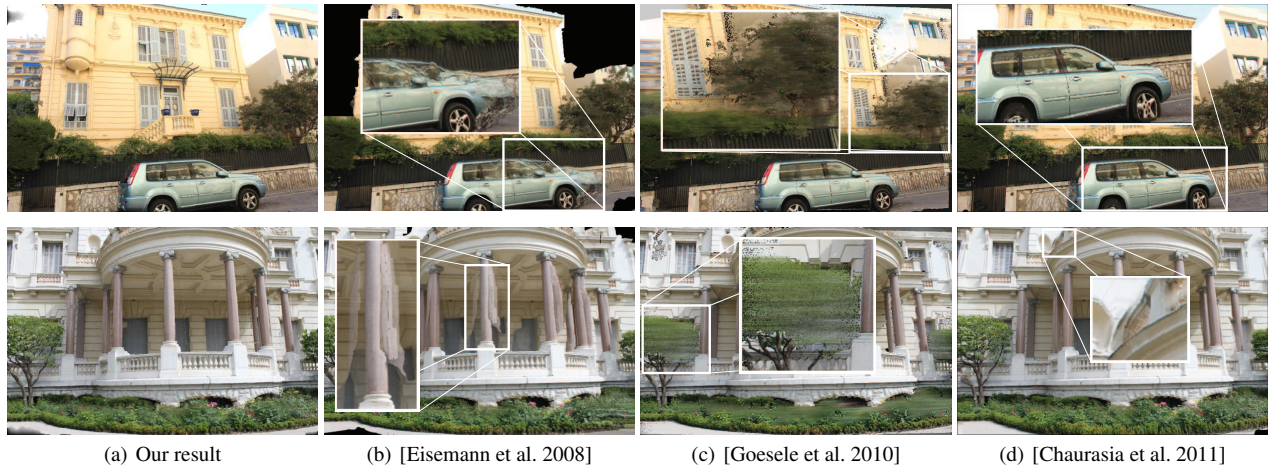 (a) Our result
(b) [Eisemann et al. 2008]
(c) [Goesele et al. 2010]
(d) [Chaurasia et al. 2011]